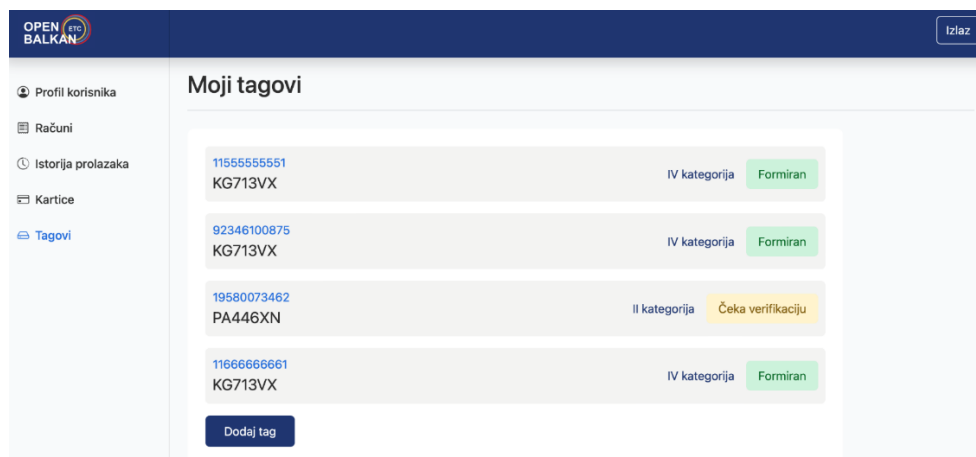 OPEN ETC
BALKAN
Izlaz
Profil korisnika
Računi
Istorija prolazaka
Kartice
Tagovi
Moji tagovi
11555555551
KG713VX
IV kategorija
Formiran
92346100875
KG713VX
IV kategorija
Formiran
19580073462
PA446XN
II kategorija
Čeka verifikaciju
11666666661
KG713VX
IV kategorija
Formiran
Dodaj tag